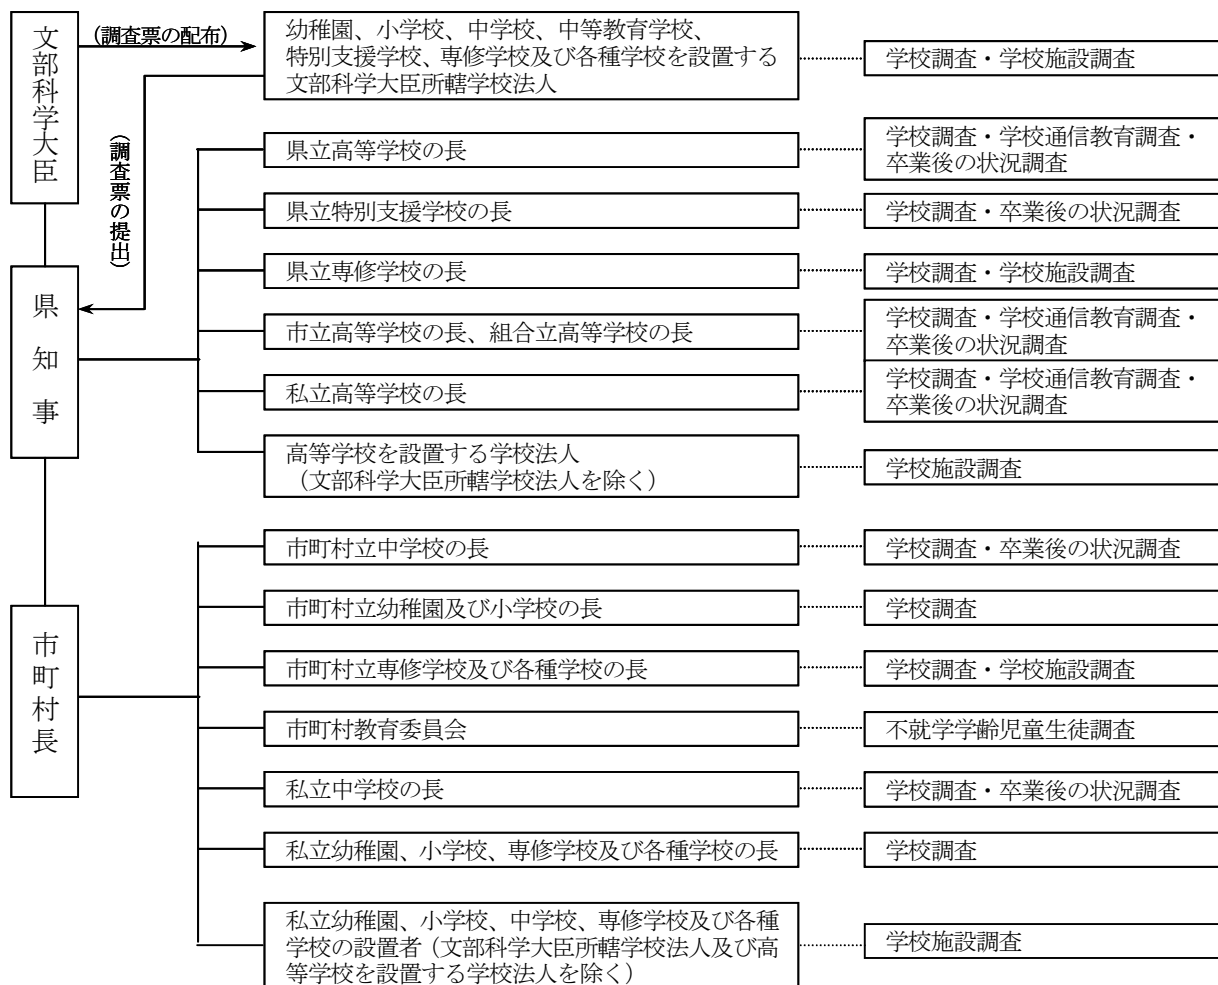 文部科学大臣
(調査票の配布)
幼稚園、小学校、中学校、中等教育学校、
特別支援学校、専修学校及び各種学校を設置する
文部科学大臣所轄学校法人
学校調査・学校施設調査
(調査票の提出)
県立高等学校の長
学校調査・学校通信教育調査・
卒業後の状況調査
県立特別支援学校の長
学校調査・卒業後の状況調査
県知事
県立専修学校の長
学校調査・学校施設調査
市立高等学校の長、組合立高等学校の長
学校調査・学校通信教育調査・
卒業後の状況調査
私立高等学校の長
学校調査・学校通信教育調査・
卒業後の状況調査
高等学校を設置する学校法人
（文部科学大臣所轄学校法人を除く）
学校施設調査
市町村長
市町村立中学校の長
学校調査・卒業後の状況調査
市町村立幼稚園及び小学校の長
学校調査
市町村立専修学校及び各種学校の長
学校調査・学校施設調査
市町村教育委員会
不就学学齢児童生徒調査
私立中学校の長
学校調査・卒業後の状況調査
私立幼稚園、小学校、専修学校及び各種学校の長
学校調査
私立幼稚園、小学校、中学校、専修学校及び各種
学校の設置者（文部科学大臣所轄学校法人及び高
等学校を設置する学校法人を除く）
学校施設調査